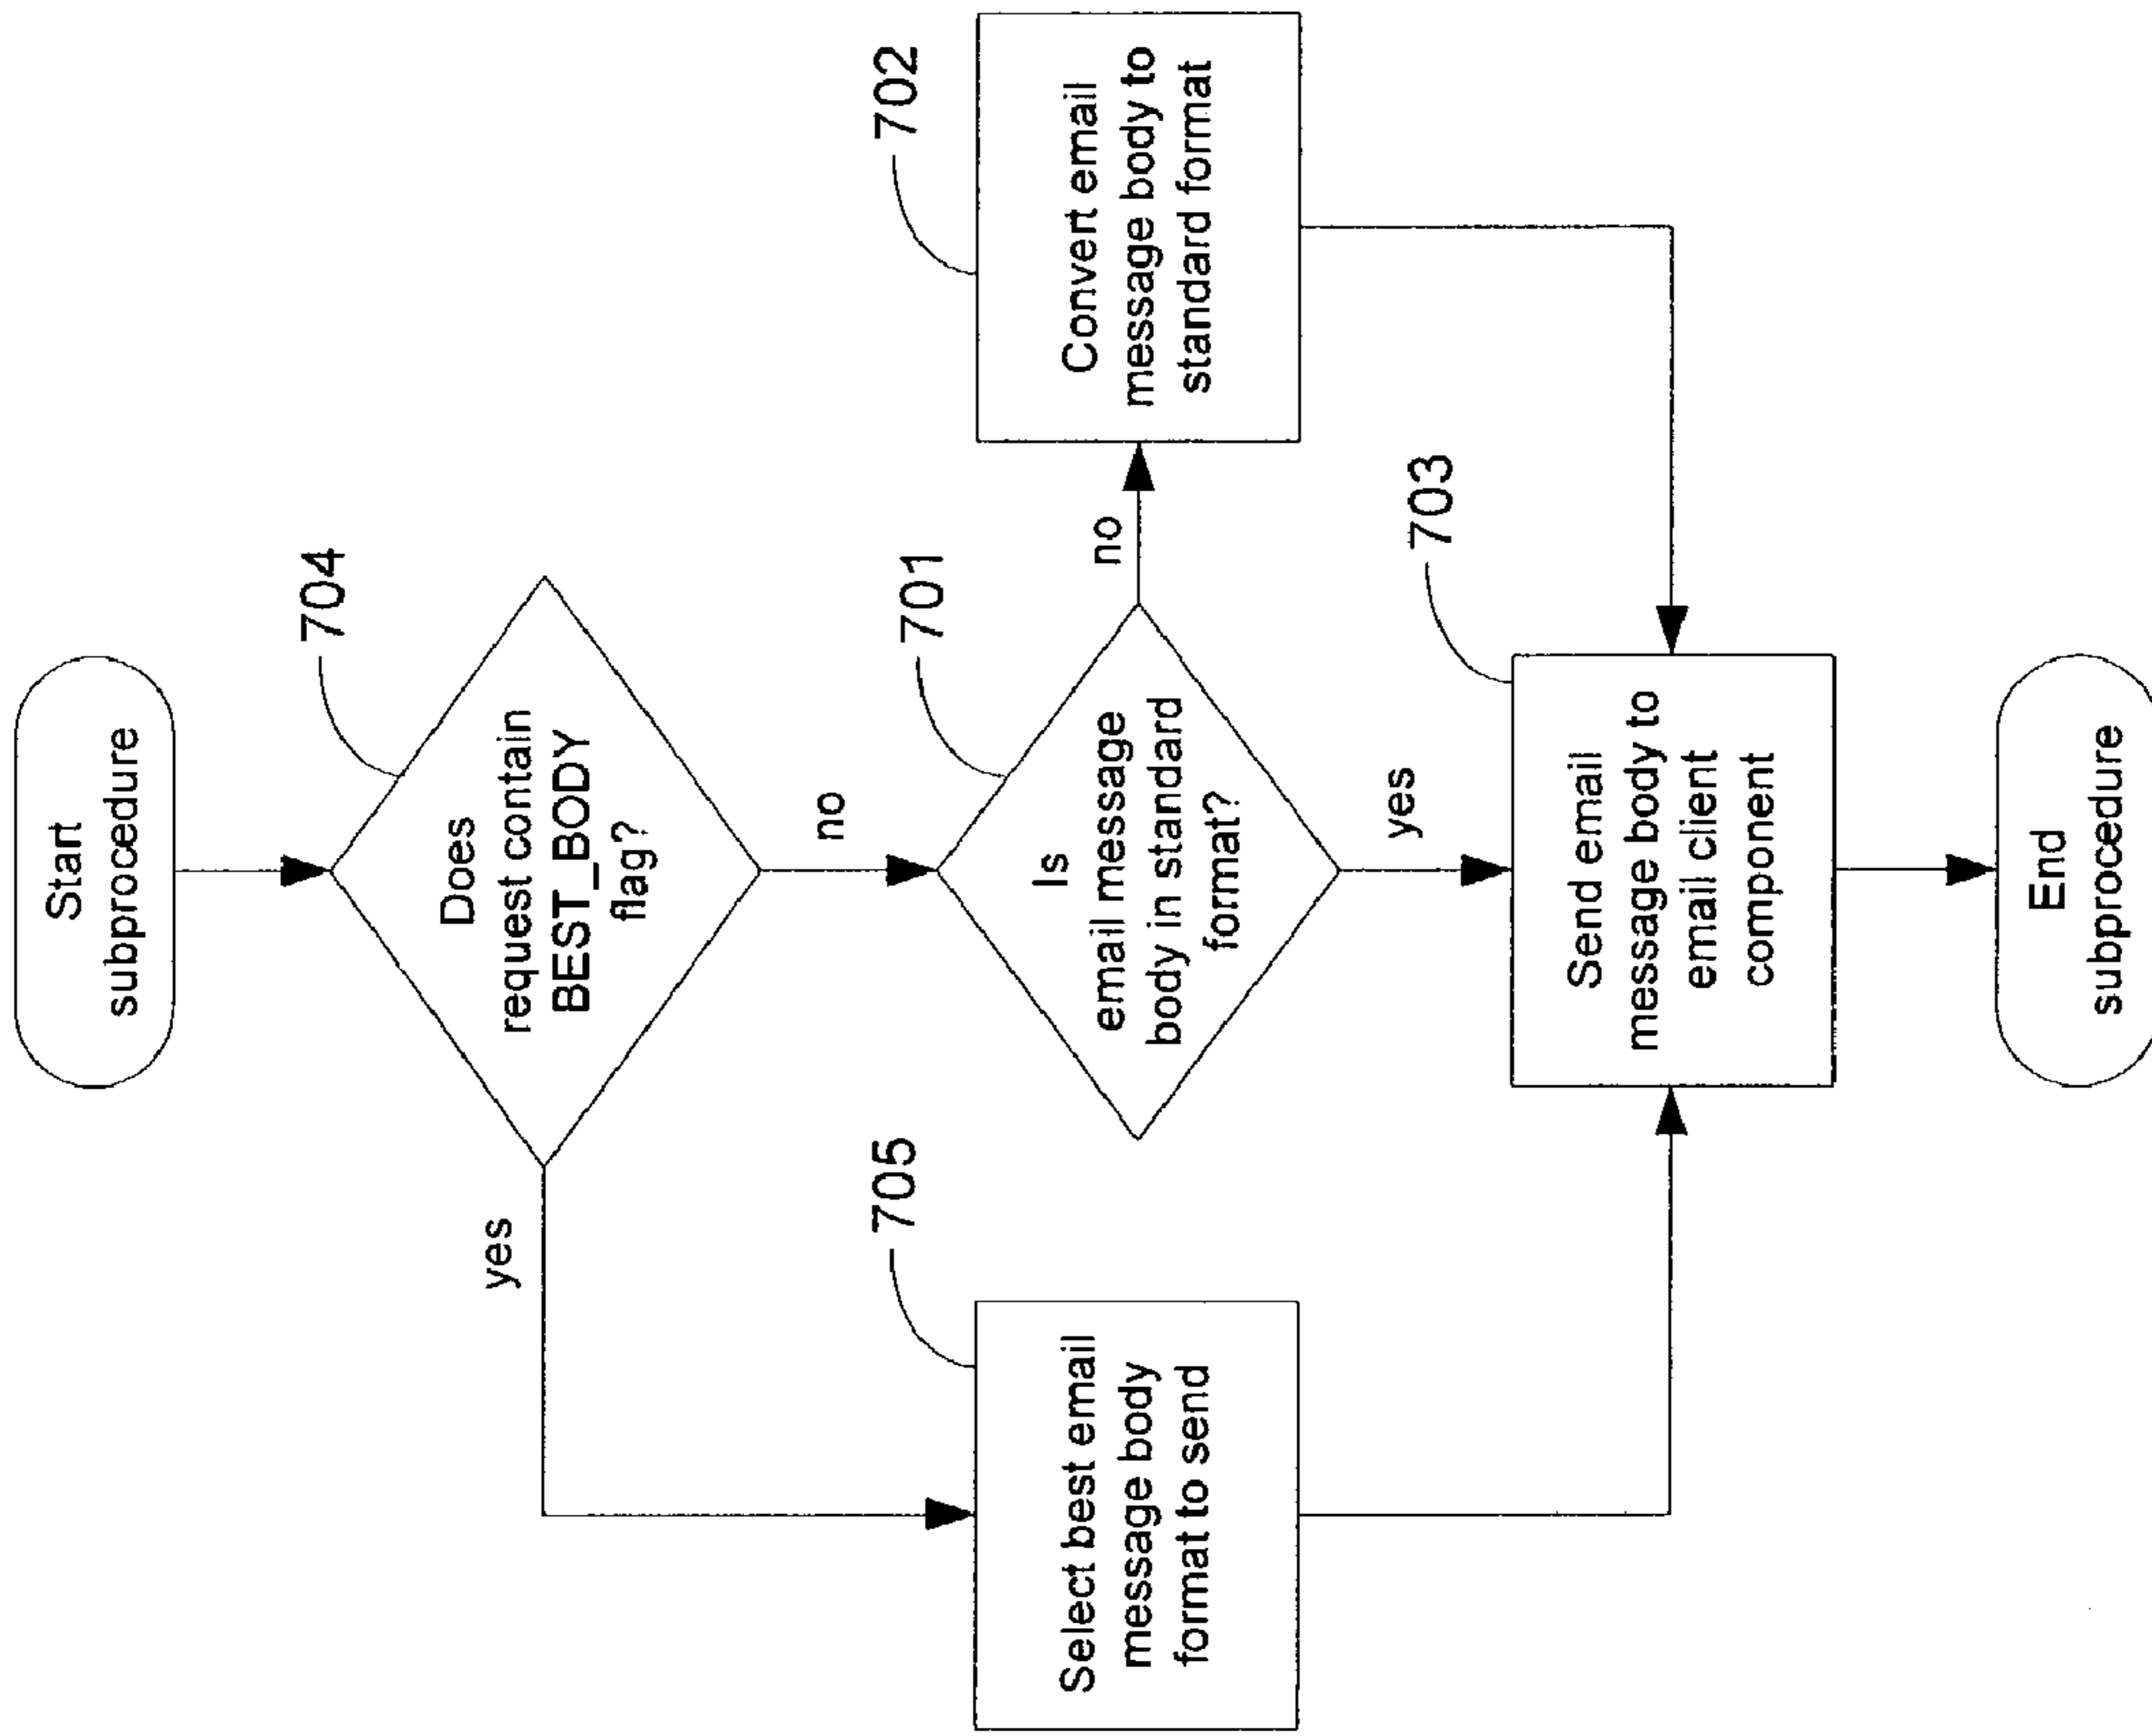 Start
subprocedure
704
Does
request contain
BEST_BODY
flag?
yes
no
705
Select best email
message body
format to send
701
Is
email message
body in standard
format?
no
yes
702
Convert email
message body to
standard format
703
Send email
message body to
email client
component
End
subprocedure